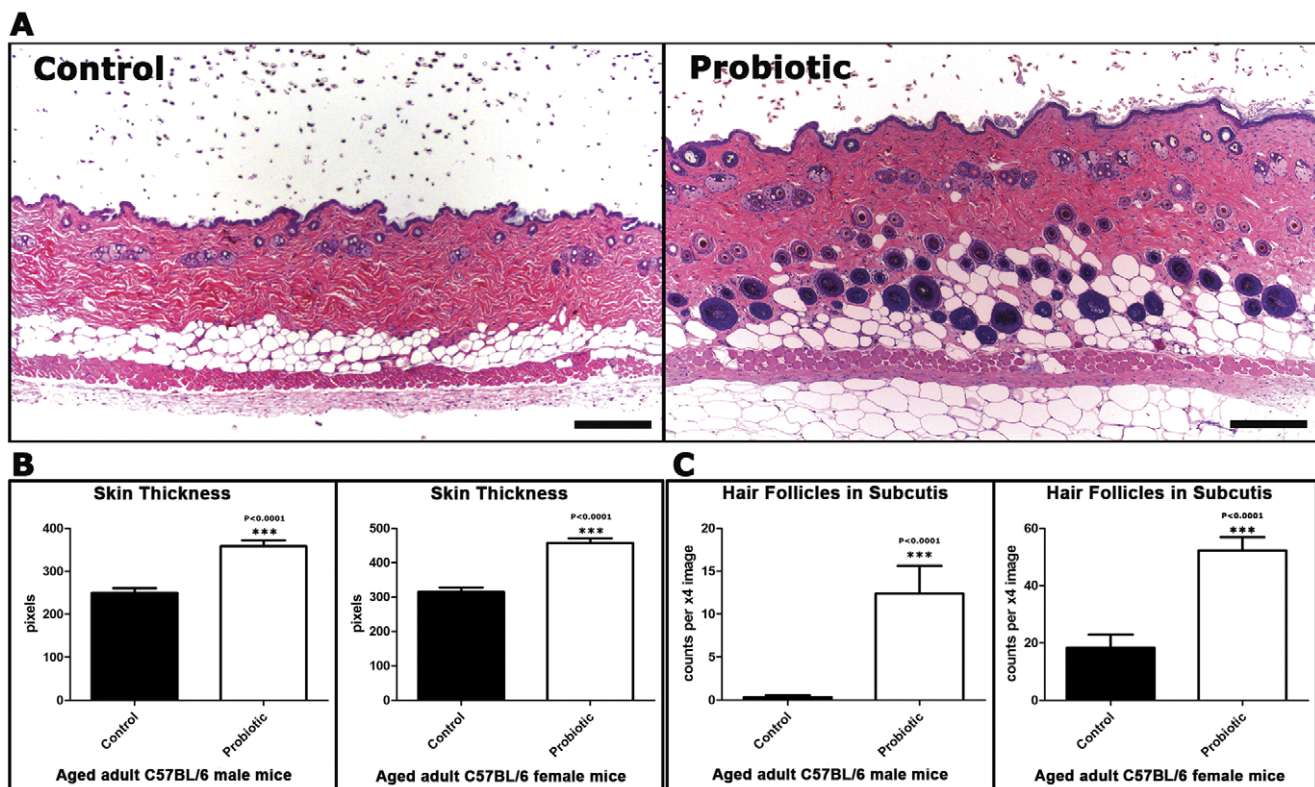 A
Control
Probiotic
B
Skin Thickness
400
300
200
100
0
pixels
P<0.0001
***
Control
Probiotic
Aged adult C57BL/6 male mice
Skin Thickness
500
400
300
200
100
0
pixels
P<0.0001
***
Control
Probiotic
Aged adult C57BL/6 female mice
C
Hair Follicles in Subcutis
20
15
10
5
0
counts per x4 image
P<0.0001
***
Control
Probiotic
Aged adult C57BL/6 male mice
Hair Follicles in Subcutis
60
40
20
0
counts per x4 image
P<0.0001
***
Control
Probiotic
Aged adult C57BL/6 female mice